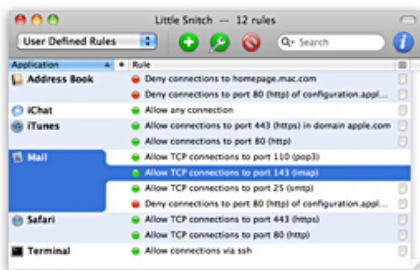 Little Snitch — 12 rules
User Defined Rules
Search
Application Rule
Address Book Deny connections to homepage.mac.com
Deny connections to port 80 (http) of configuration.appl...
iChat Allow any connection
iTunes Allow connections to port 443 (https) in domain apple.com
Allow connections to port 80 (http)
Mail Allow TCP connections to port 110 (pop3)
Allow TCP connections to port 143 (imap)
Allow TCP connections to port 25 (smtp)
Deny connections to port 80 (http) of configuration.appl...
Safari Allow TCP connections to port 443 (https)
Allow TCP connections to port 80 (http)
Terminal Allow connections via ssh